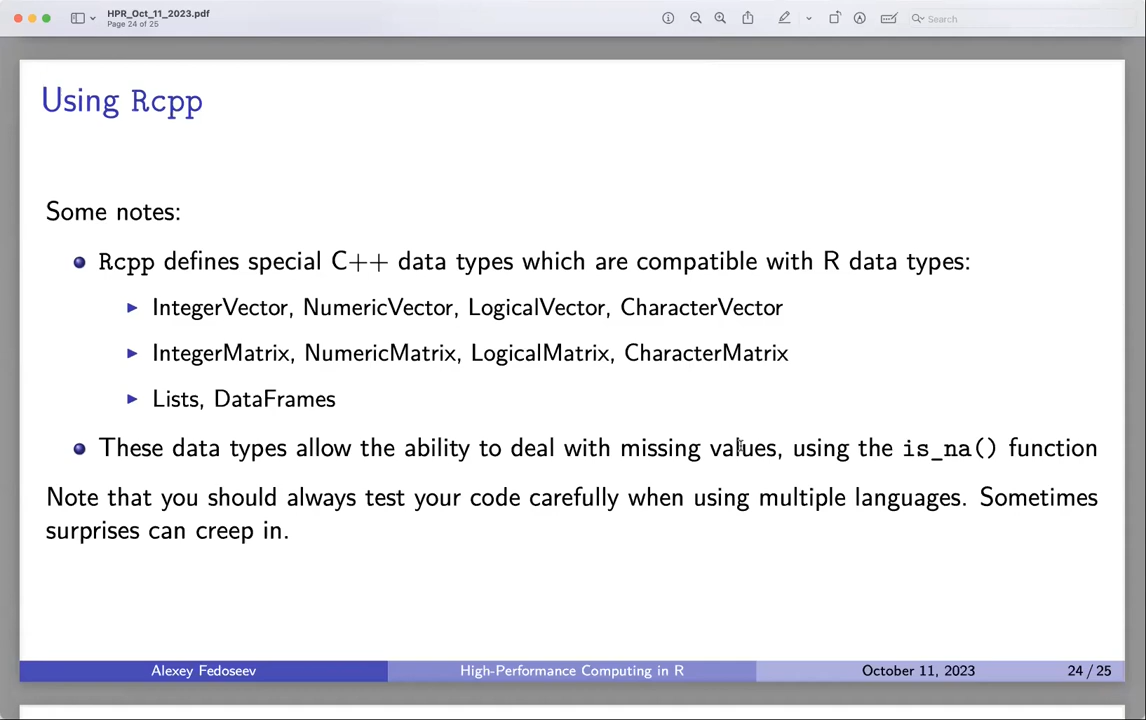 HPR_Oct_11_2023.pdf
Page 24 of 25
Search
Using Rcpp
Some notes:
Rcpp defines special C++ data types which are compatible with R data types:
IntegerVector, NumericVector, LogicalVector, CharacterVector
IntegerMatrix, NumericMatrix, LogicalMatrix, CharacterMatrix
Lists, DataFrames
These data types allow the ability to deal with missing values, using the is_na() function
Note that you should always test your code carefully when using multiple languages. Sometimes
surprises can creep in.
Alexey Fedoseev High-Performance Computing in R October 11, 2023 24 / 25